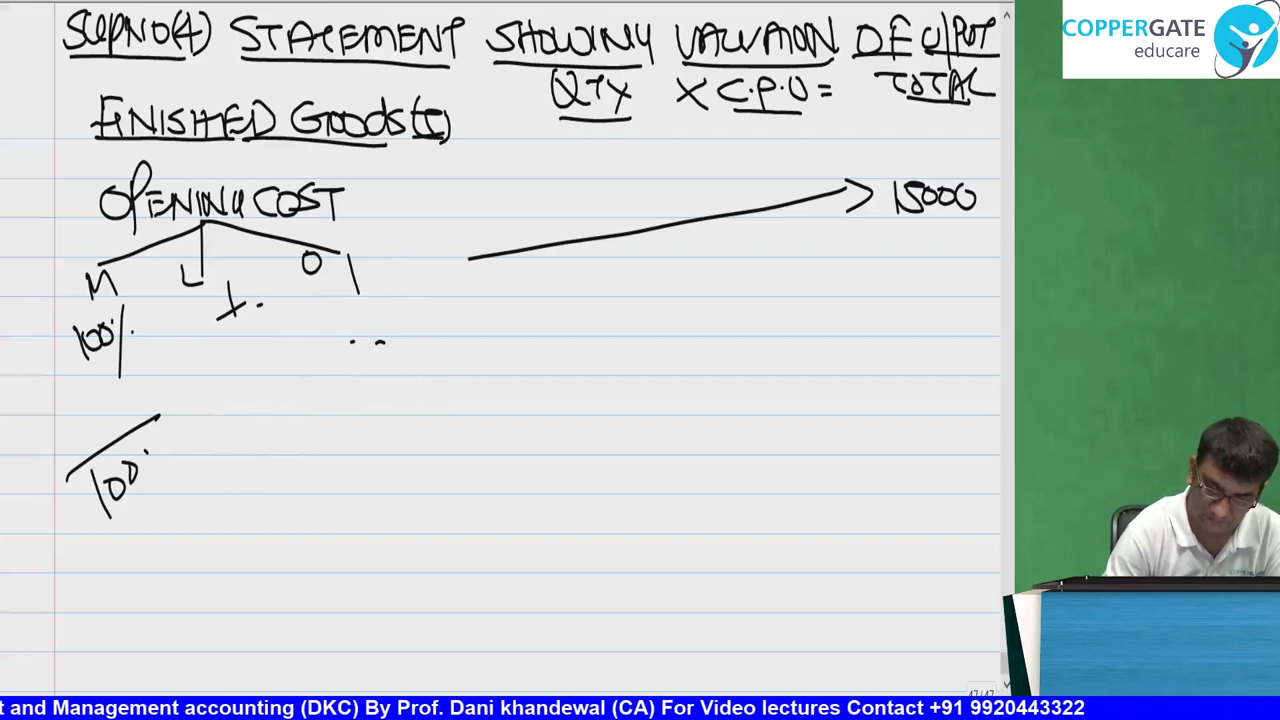 STEP NO (4) STATEMENT SHOWING VALUATION OF O/PUT
QTY X C.P.U = TOTAL
FINISHED GOODS (I)
OPENING COST 15000
M L O
100%
100
COPPERGATE
educare
t and Management accounting (DKC) By Prof. Dani khandewal (CA) For Video lectures Contact +91 9920443322